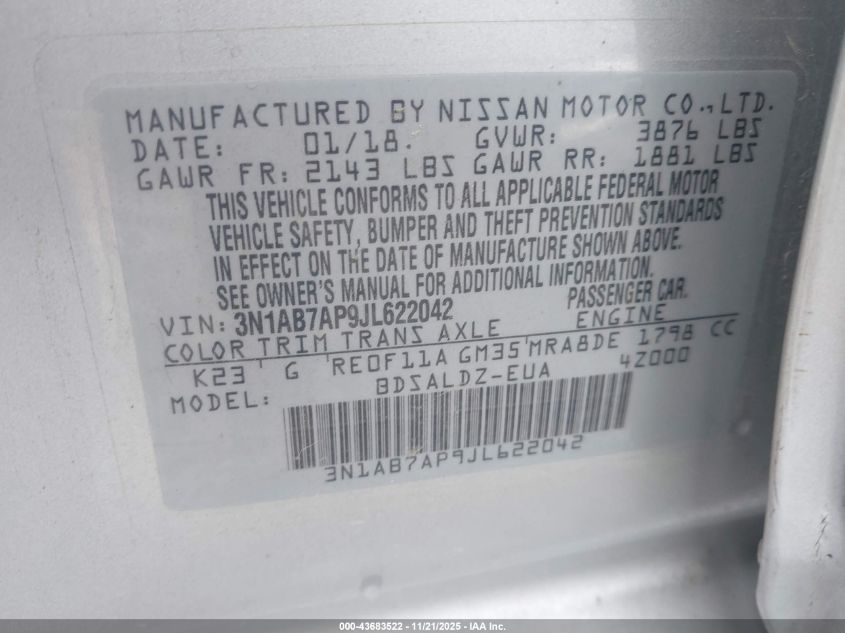 MANUFACTURED BY NISSAN MOTOR CO.,LTD.
DATE: 01/18. GVWR: 3876 LBS
GAWR FR: 2143 LBS GAWR RR: 1881 LBS
THIS VEHICLE CONFORMS TO ALL APPLICABLE FEDERAL MOTOR
VEHICLE SAFETY, BUMPER AND THEFT PREVENTION STANDARDS
IN EFFECT ON THE DATE OF MANUFACTURE SHOWN ABOVE.
SEE OWNER'S MANUAL FOR ADDITIONAL INFORMATION.
VIN: 3N1AB7AP9JL622042 PASSENGER CAR.
COLOR TRIM TRANS AXLE ENGINE
K23 G RE0F11A GM35 MRA8DE 1798 CC
MODEL: BDSALDZ-EUA 4Z000
3N1AB7AP9JL622042
000-43683522 - 11/21/2025 - IAA Inc.